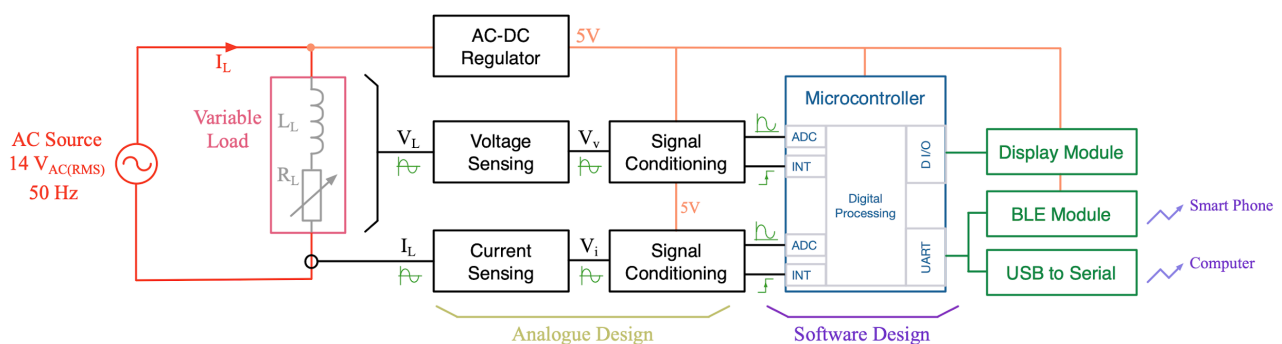 AC-DC
Regulator
5V
I_L
Variable
Load
L_L
R_L
AC Source
14 V_AC(RMS)
50 Hz
V_L
Voltage
Sensing
V_v
Signal
Conditioning
5V
I_L
Current
Sensing
V_i
Signal
Conditioning
Microcontroller
ADC
INT
ADC
INT
Digital
Processing
D I/O
UART
Display Module
BLE Module
USB to Serial
Smart Phone
Computer
Analogue Design
Software Design